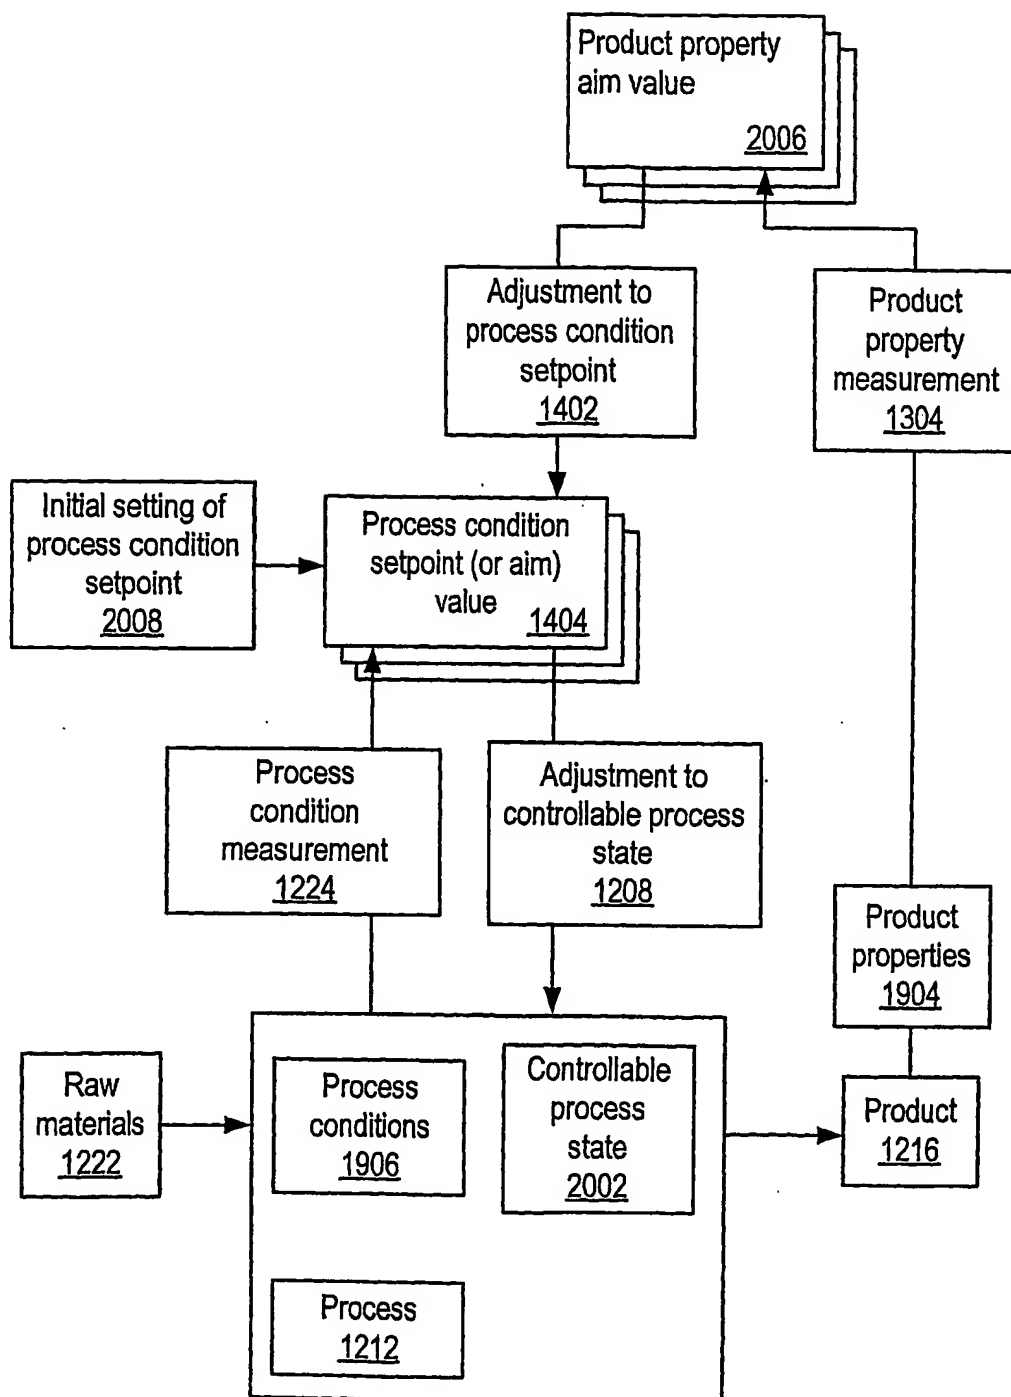 Product property
aim value
2006
Adjustment to
process condition
setpoint
1402
Product
property
measurement
1304
Initial setting of
process condition
setpoint
2008
Process condition
setpoint (or aim)
value
1404
Process
condition
measurement
1224
Adjustment to
controllable process
state
1208
Product
properties
1904
Raw
materials
1222
Process
conditions
1906
Controllable
process
state
2002
Product
1216
Process
1212